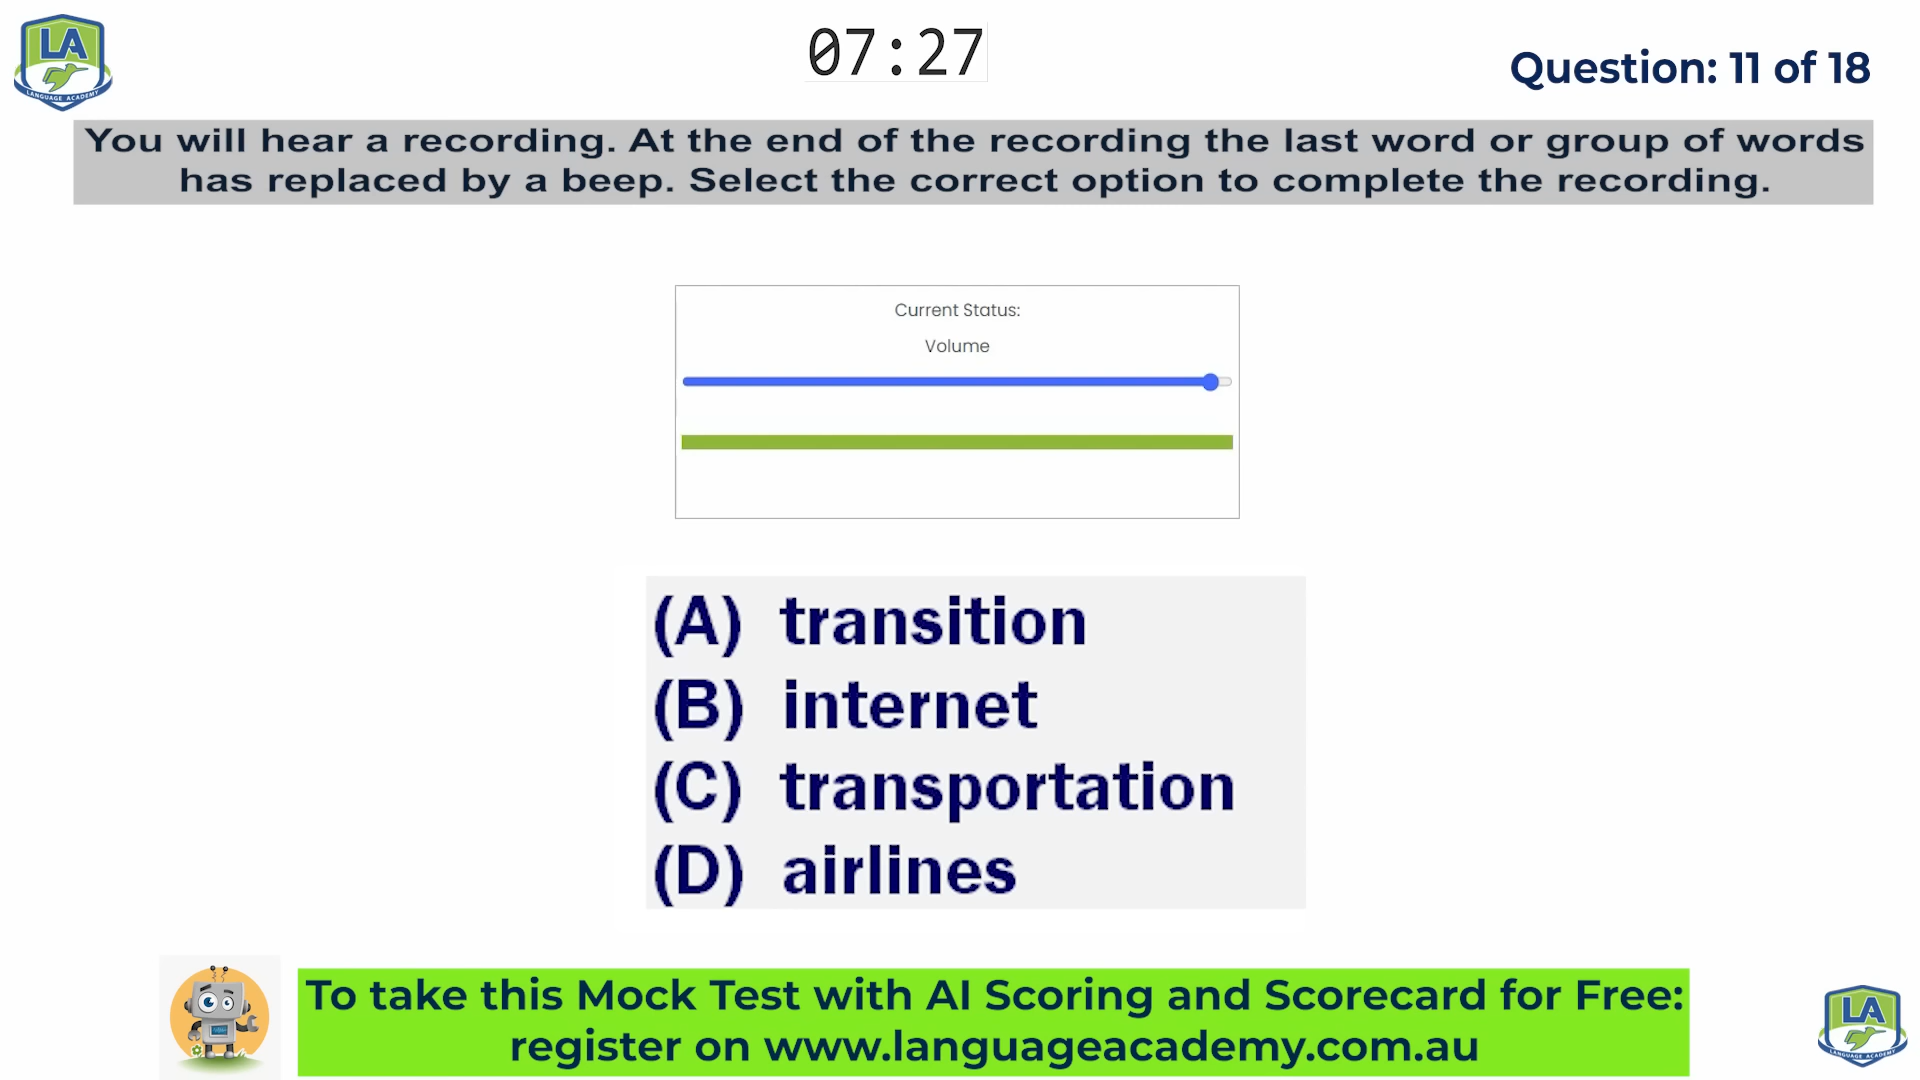 LA
LANGUAGE ACADEMY
07:27
Question: 11 of 18
You will hear a recording. At the end of the recording the last word or group of words
has replaced by a beep. Select the correct option to complete the recording.
Current Status:
Volume
(A) transition
(B) internet
(C) transportation
(D) airlines
To take this Mock Test with AI Scoring and Scorecard for Free:
register on www.languageacademy.com.au
LA
LANGUAGE ACADEMY